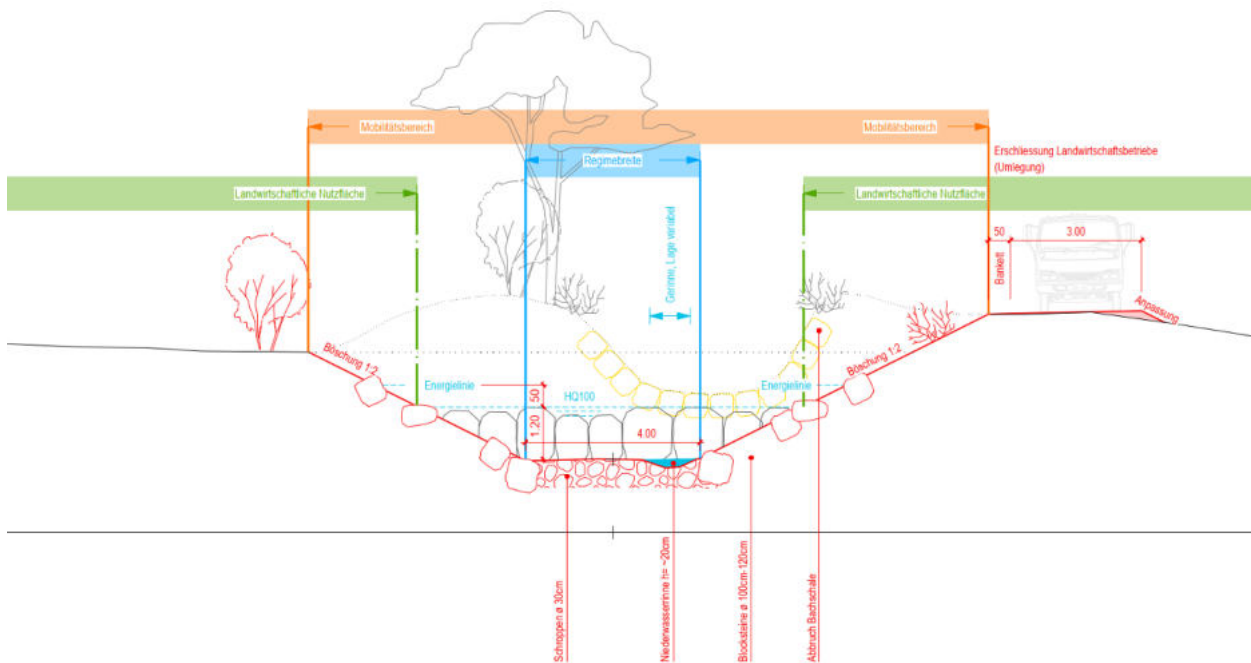 Mobilitätsbereich
Mobilitätsbereich
Regimebreite
Erschliessung Landwirtschaftsbetriebe
(Umlegung)
Landwirtschaftliche Nutzfläche
Landwirtschaftliche Nutzfläche
50
3.00
Bankett
Gerinne, Lage variabel
Anpassung
Böschung 1:2
Böschung 1:2
Energielinie
Energielinie
50
HQ100
1.20
4.00
Schroppen ø 30cm
Niederwasserrinne h= ~20cm
Blocksteine ø 100cm-120cm
Abbruch Bachschale